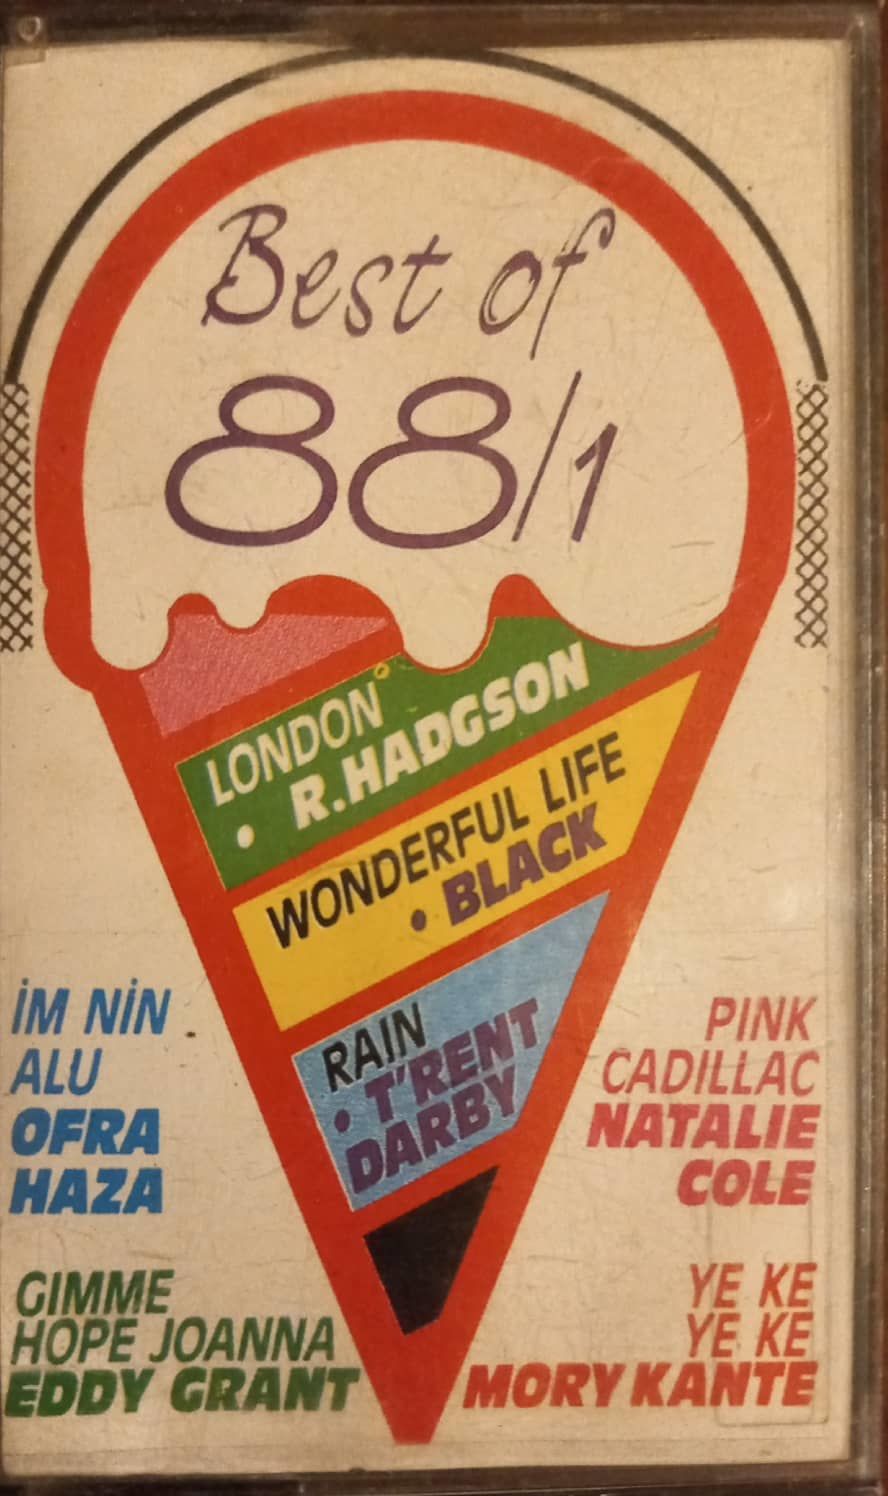 Best of
88/1
LONDON
• R.HADGSON
WONDERFUL LIFE
• BLACK
RAIN
• T'RENT
DARBY
İM NİN
ALU
OFRA
HAZA
PINK
CADILLAC
NATALIE
COLE
GIMME
HOPE JOANNA
EDDY GRANT
YE KE
YE KE
MORY KANTE